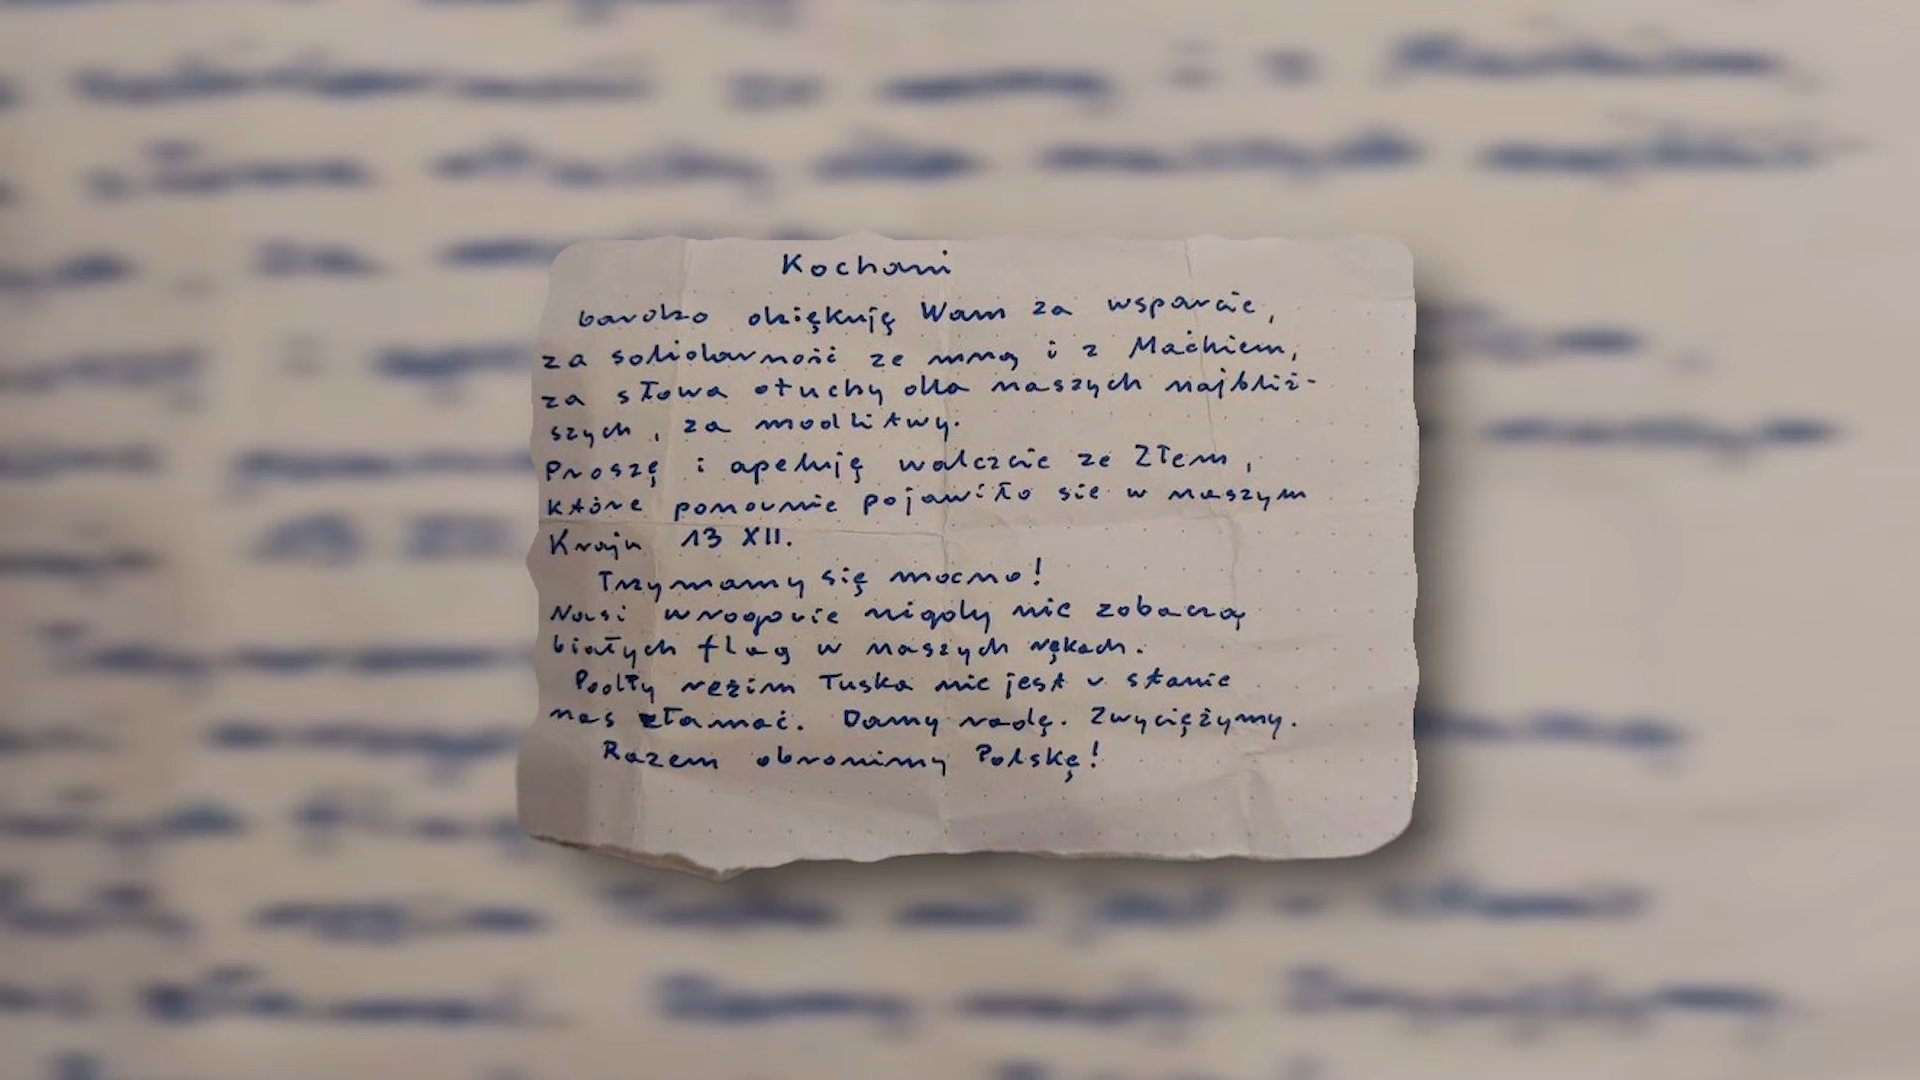 Kochani
bardzo dziękuję Wam za wsparcie,
za solidarność ze mną i z Maćkiem,
za słowa otuchy dla naszych najbliż-
szych, za modlitwy.
Proszę i apeluję walczcie ze Złem,
które ponownie pojawiło się w naszym
Kraju 13 XII.
Trzymamy się mocno!
Nasi wrogowie nigdy nie zobaczą
białych flag w naszych rękach.
Podły reżim Tuska nie jest w stanie
nas złamać. Damy radę. Zwyciężymy.
Razem obronimy Polskę!